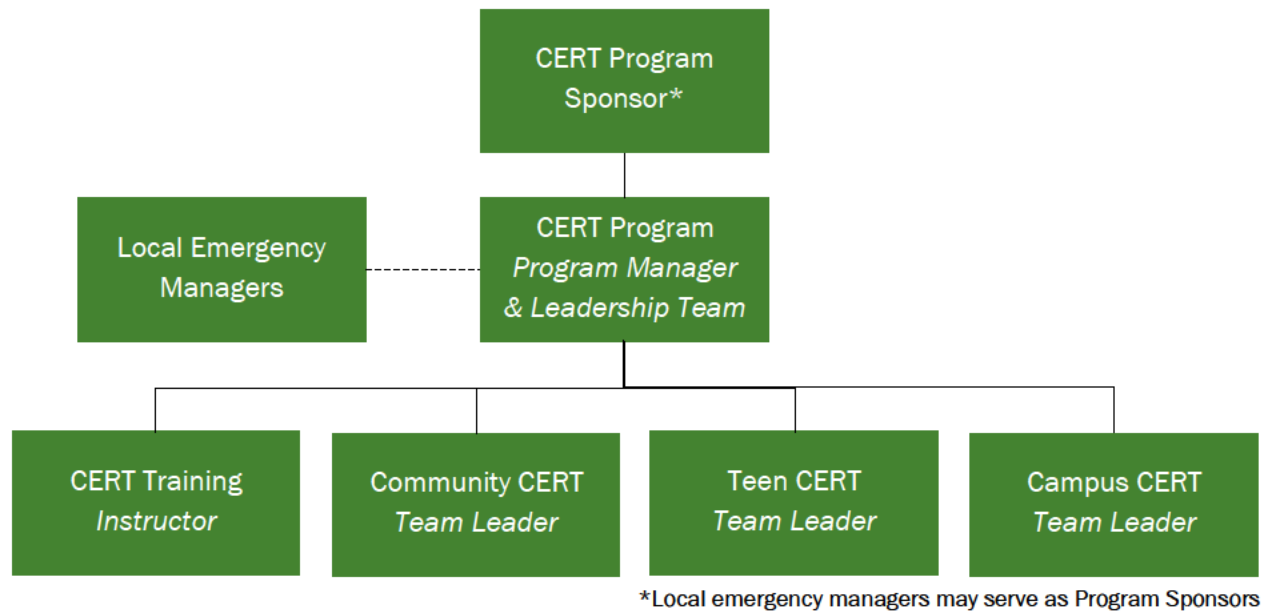 CERT Program
Sponsor*
Local Emergency
Managers
CERT Program
Program Manager
& Leadership Team
CERT Training
Instructor
Community CERT
Team Leader
Teen CERT
Team Leader
Campus CERT
Team Leader
*Local emergency managers may serve as Program Sponsors